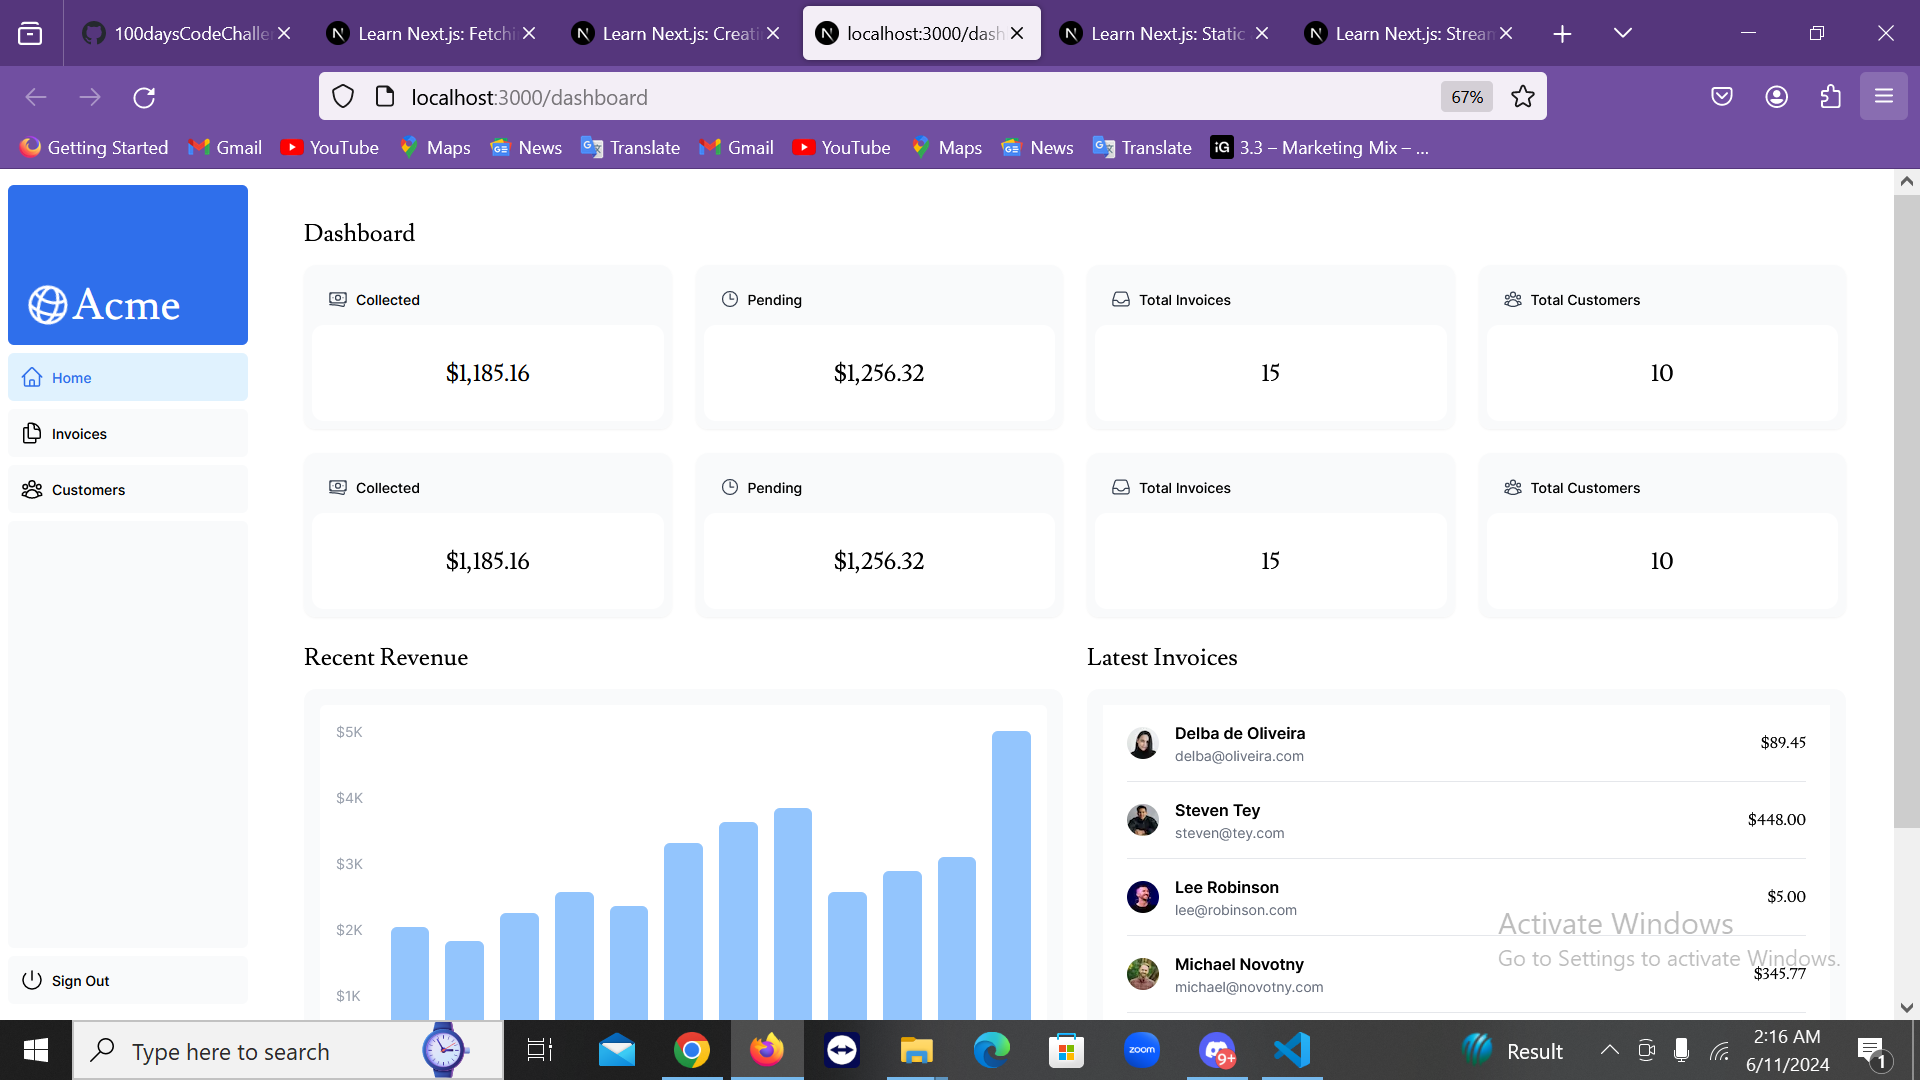 100daysCodeChalle
Learn Next.js: Fetchi
Learn Next.js: Creati
localhost:3000/dash
Learn Next.js: Static
Learn Next.js: Strean
localhost:3000/dashboard
67%
Getting Started
Gmail
YouTube
Maps
News
Translate
Gmail
YouTube
Maps
News
Translate
iG
3.3 – Marketing Mix – ...
Acme
Home
Invoices
Customers
Sign Out
Dashboard
Collected
$1,185.16
Pending
$1,256.32
Total Invoices
15
Total Customers
10
Collected
$1,185.16
Pending
$1,256.32
Total Invoices
15
Total Customers
10
Recent Revenue
$5K
$4K
$3K
$2K
$1K
Latest Invoices
Delba de Oliveira
delba@oliveira.com
$89.45
Steven Tey
steven@tey.com
$448.00
Lee Robinson
lee@robinson.com
$5.00
Michael Novotny
michael@novotny.com
$345.77
Activate Windows
Go to Settings to activate Windows.
Type here to search
zoom
9+
Result
2:16 AM
6/11/2024
1